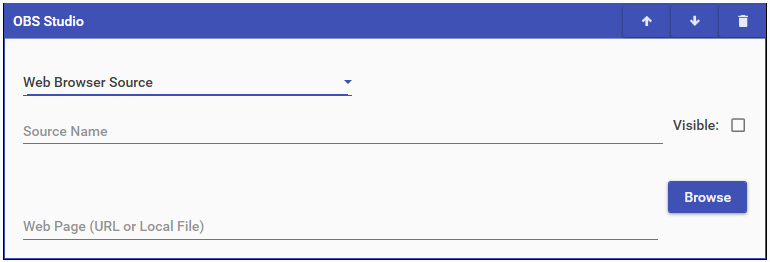 OBS Studio
Web Browser Source
Source Name
Visible:
Browse
Web Page (URL or Local File)